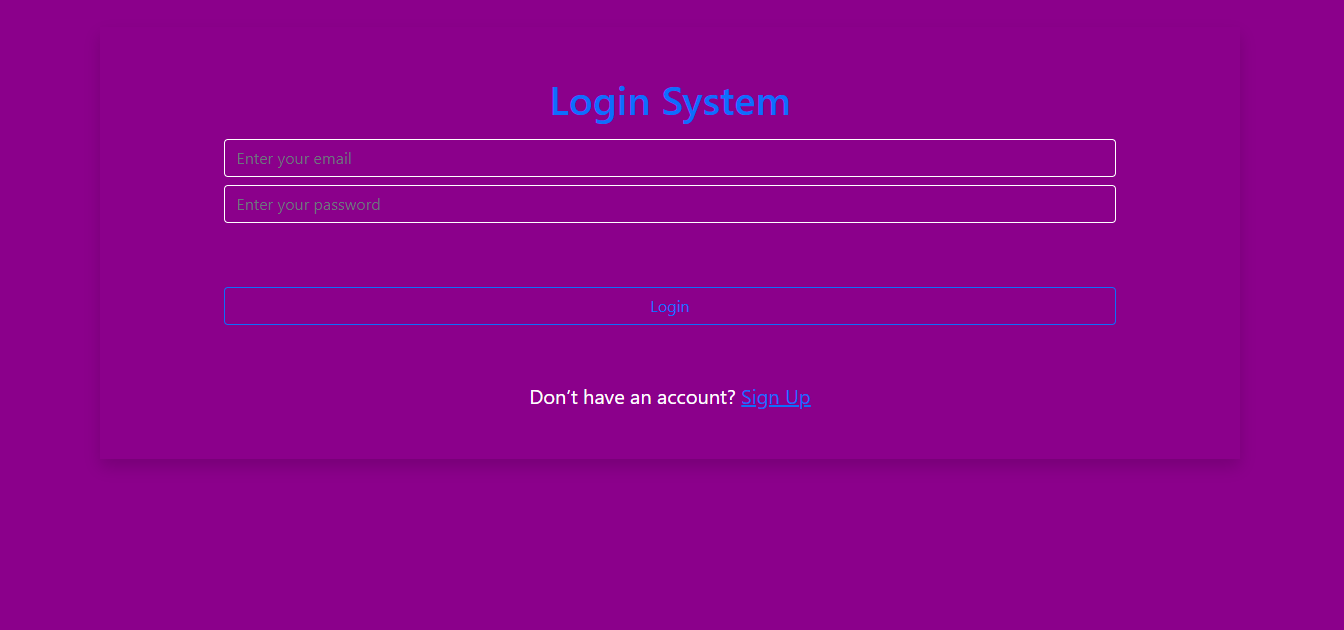 Login System
Enter your email
Enter your password
Login
Don’t have an account? Sign Up